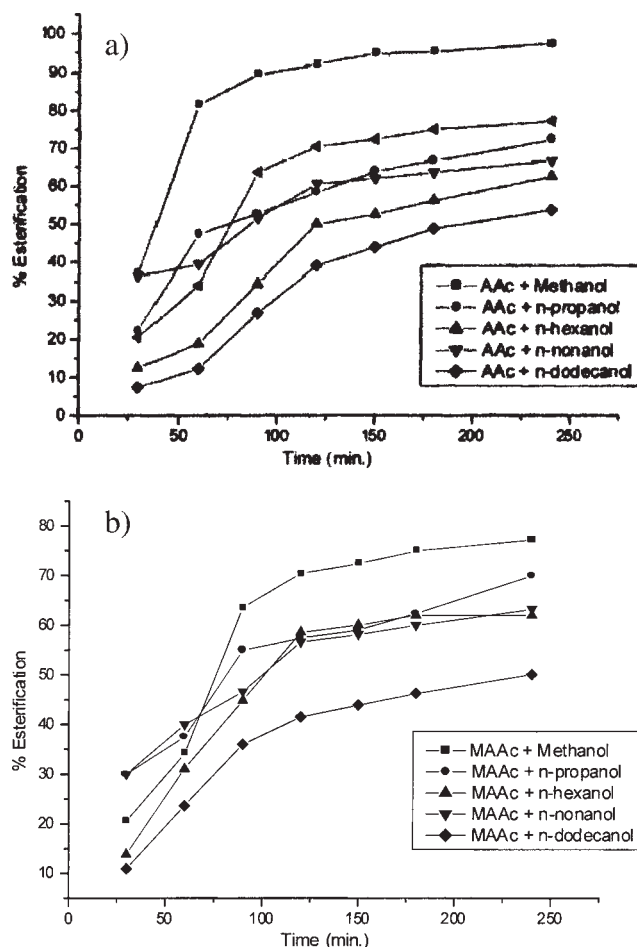 a)
100
90
80
70
60
50
40
30
20
10
0
% Esterification
AAc + Methanol
AAc + n-propanol
AAc + n-hexanol
AAc + n-nonanol
AAc + n-dodecanol
0 50 100 150 200 250
Time (min.)
b)
80
70
60
50
40
30
20
10
% Esterification
MAAc + Methanol
MAAc + n-propanol
MAAc + n-hexanol
MAAc + n-nonanol
MAAc + n-dodecanol
0 50 100 150 200 250
Time (min.)